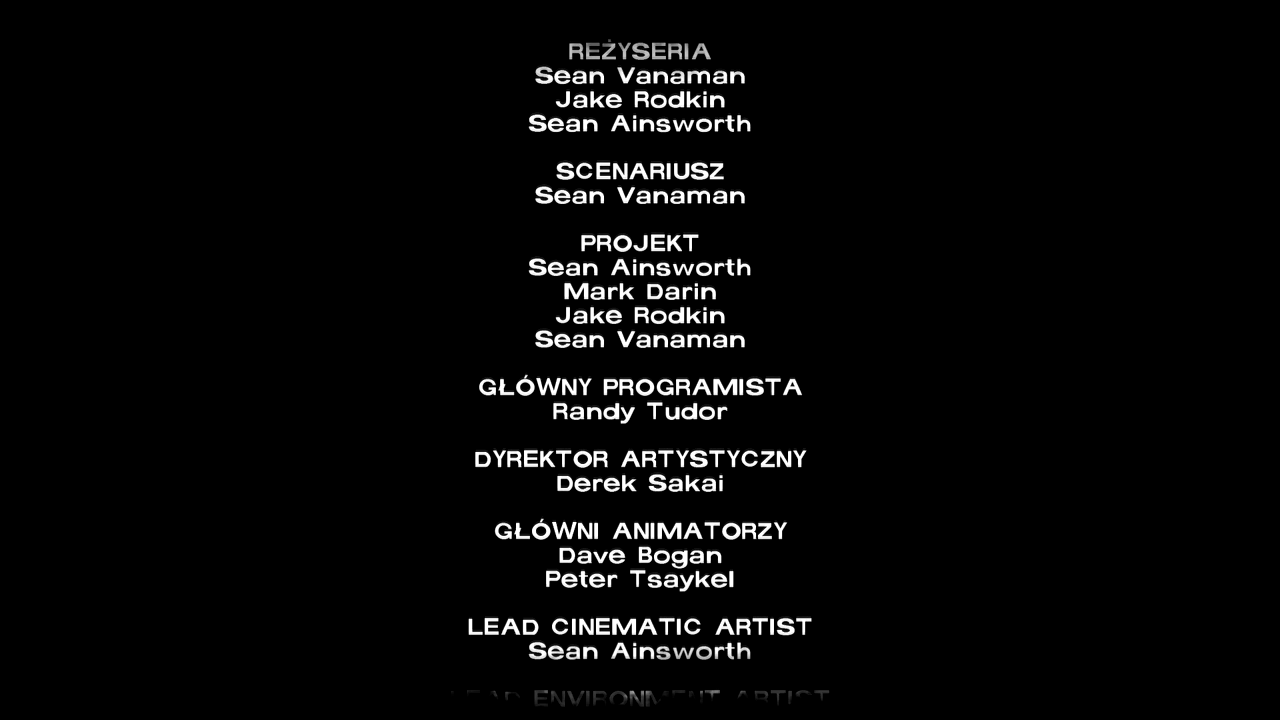 REŻYSERIA
Sean Vanaman
Jake Rodkin
Sean Ainsworth
SCENARIUSZ
Sean Vanaman
PROJEKT
Sean Ainsworth
Mark Darin
Jake Rodkin
Sean Vanaman
GŁÓWNY PROGRAMISTA
Randy Tudor
DYREKTOR ARTYSTYCZNY
Derek Sakai
GŁÓWNI ANIMATORZY
Dave Bogan
Peter Tsaykel
LEAD CINEMATIC ARTIST
Sean Ainsworth
LEAD ENVIRONMENT ARTIST